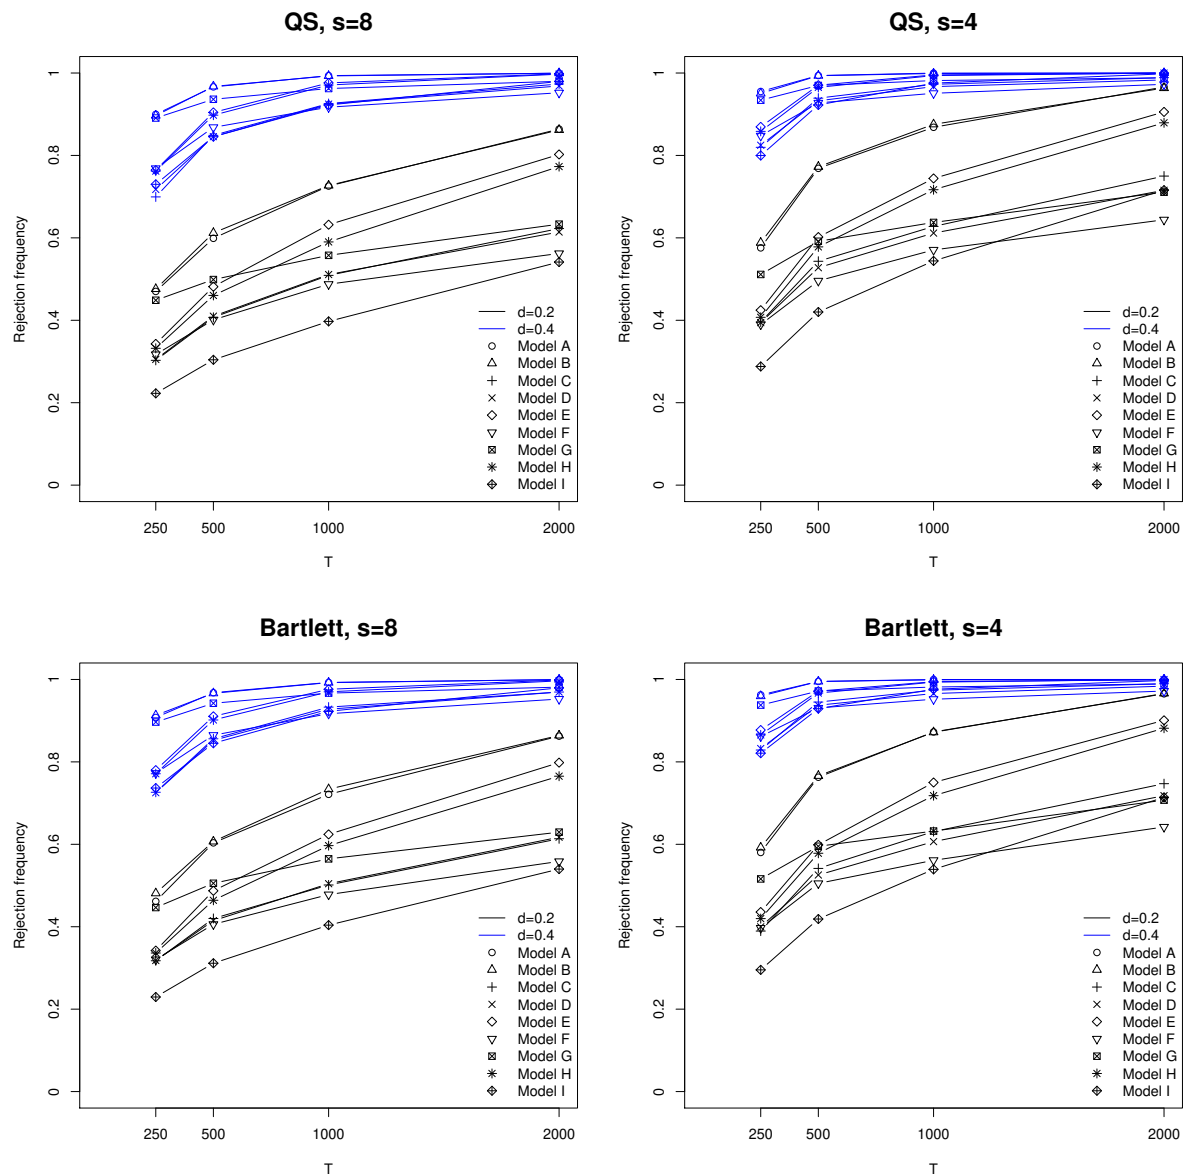 QS, s=8
Rejection frequency
1
0.8
0.6
0.4
0.2
0
250 500 1000 2000
T
d=0.2
d=0.4
Model A
Model B
Model C
Model D
Model E
Model F
Model G
Model H
Model I
QS, s=4
Rejection frequency
1
0.8
0.6
0.4
0.2
0
250 500 1000 2000
T
d=0.2
d=0.4
Model A
Model B
Model C
Model D
Model E
Model F
Model G
Model H
Model I
Bartlett, s=8
Rejection frequency
1
0.8
0.6
0.4
0.2
0
250 500 1000 2000
T
d=0.2
d=0.4
Model A
Model B
Model C
Model D
Model E
Model F
Model G
Model H
Model I
Bartlett, s=4
Rejection frequency
1
0.8
0.6
0.4
0.2
0
250 500 1000 2000
T
d=0.2
d=0.4
Model A
Model B
Model C
Model D
Model E
Model F
Model G
Model H
Model I